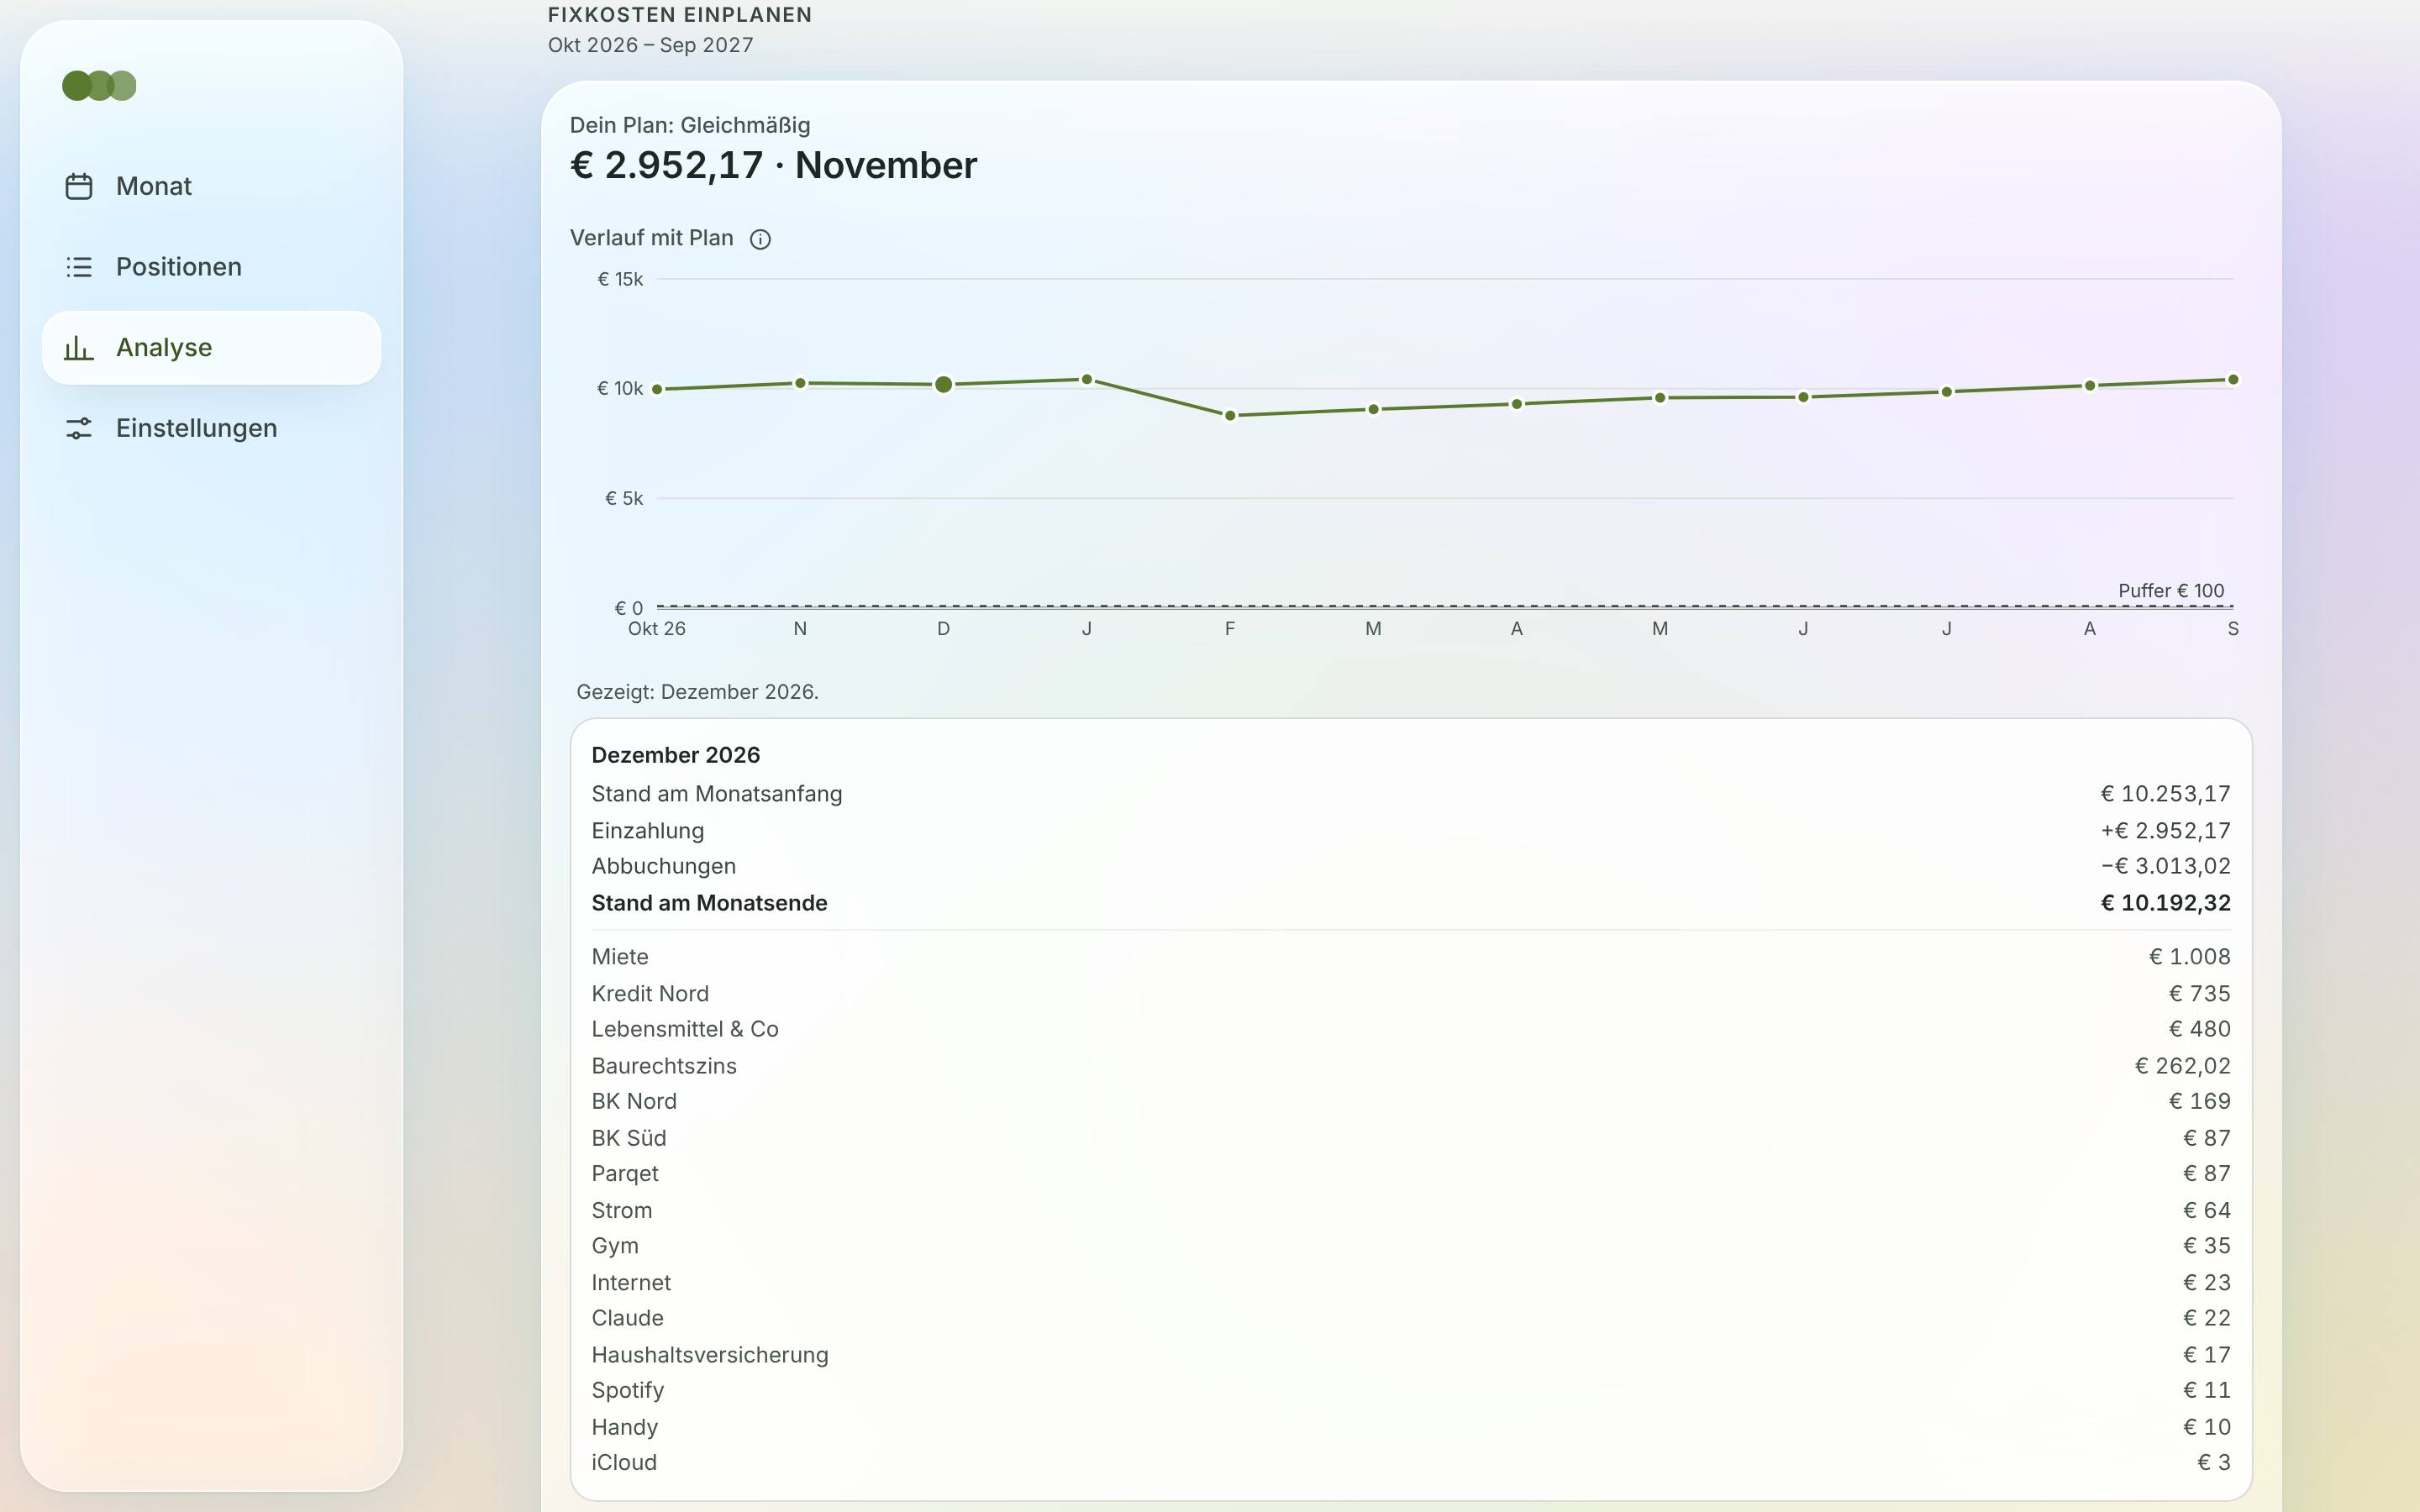 FIXKOSTEN EINPLANEN
Okt 2026 – Sep 2027
Monat
Positionen
Analyse
Einstellungen
Dein Plan: Gleichmäßig
€ 2.952,17 · November
Verlauf mit Plan
€ 15k
€ 10k
€ 5k
Puffer € 100
€ 0
Okt 26 N D J F M A M J J A S
Gezeigt: Dezember 2026.
Dezember 2026
Stand am Monatsanfang € 10.253,17
Einzahlung +€ 2.952,17
Abbuchungen −€ 3.013,02
Stand am Monatsende € 10.192,32
Miete € 1.008
Kredit Nord € 735
Lebensmittel & Co € 480
Baurechtszins € 262,02
BK Nord € 169
BK Süd € 87
Parqet € 87
Strom € 64
Gym € 35
Internet € 23
Claude € 22
Haushaltsversicherung € 17
Spotify € 11
Handy € 10
iCloud € 3